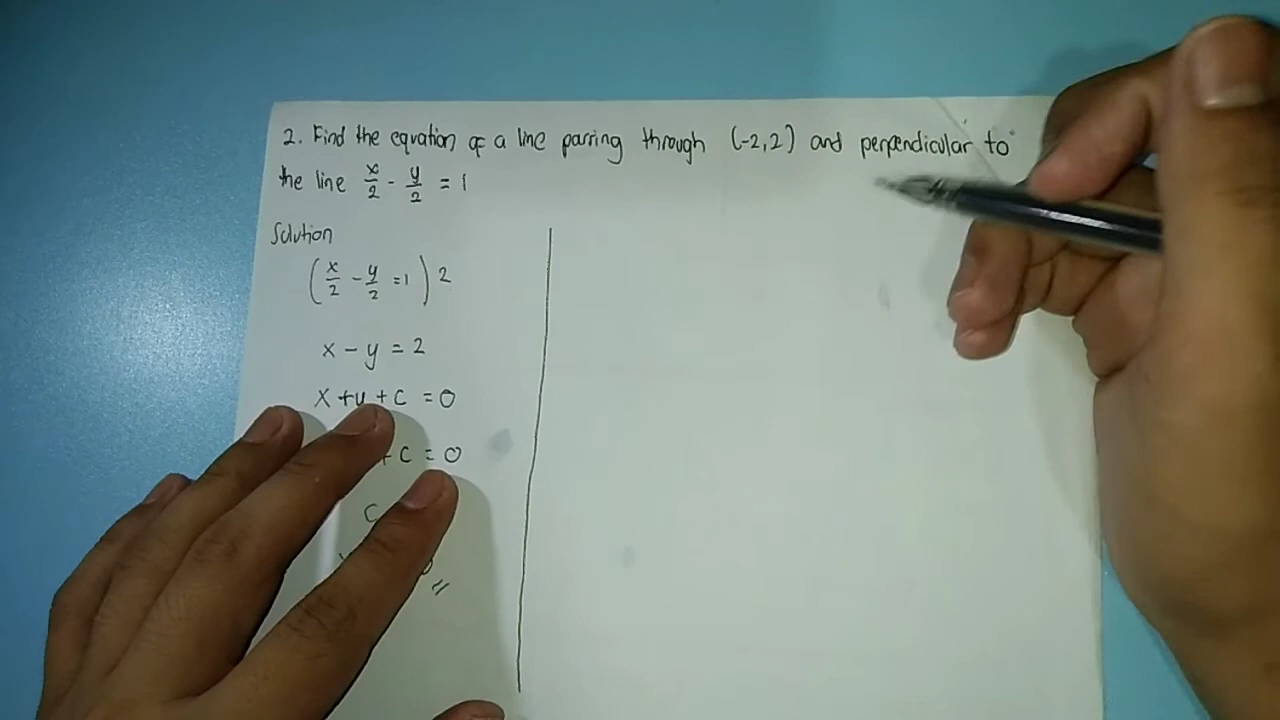 2. Find the equation of a line passing through (-2,2) and perpendicular to
the line x/2 - y/2 = 1
Solution
(x/2 - y/2 = 1) 2
x - y = 2
x + y + c = 0
+ c = 0
c